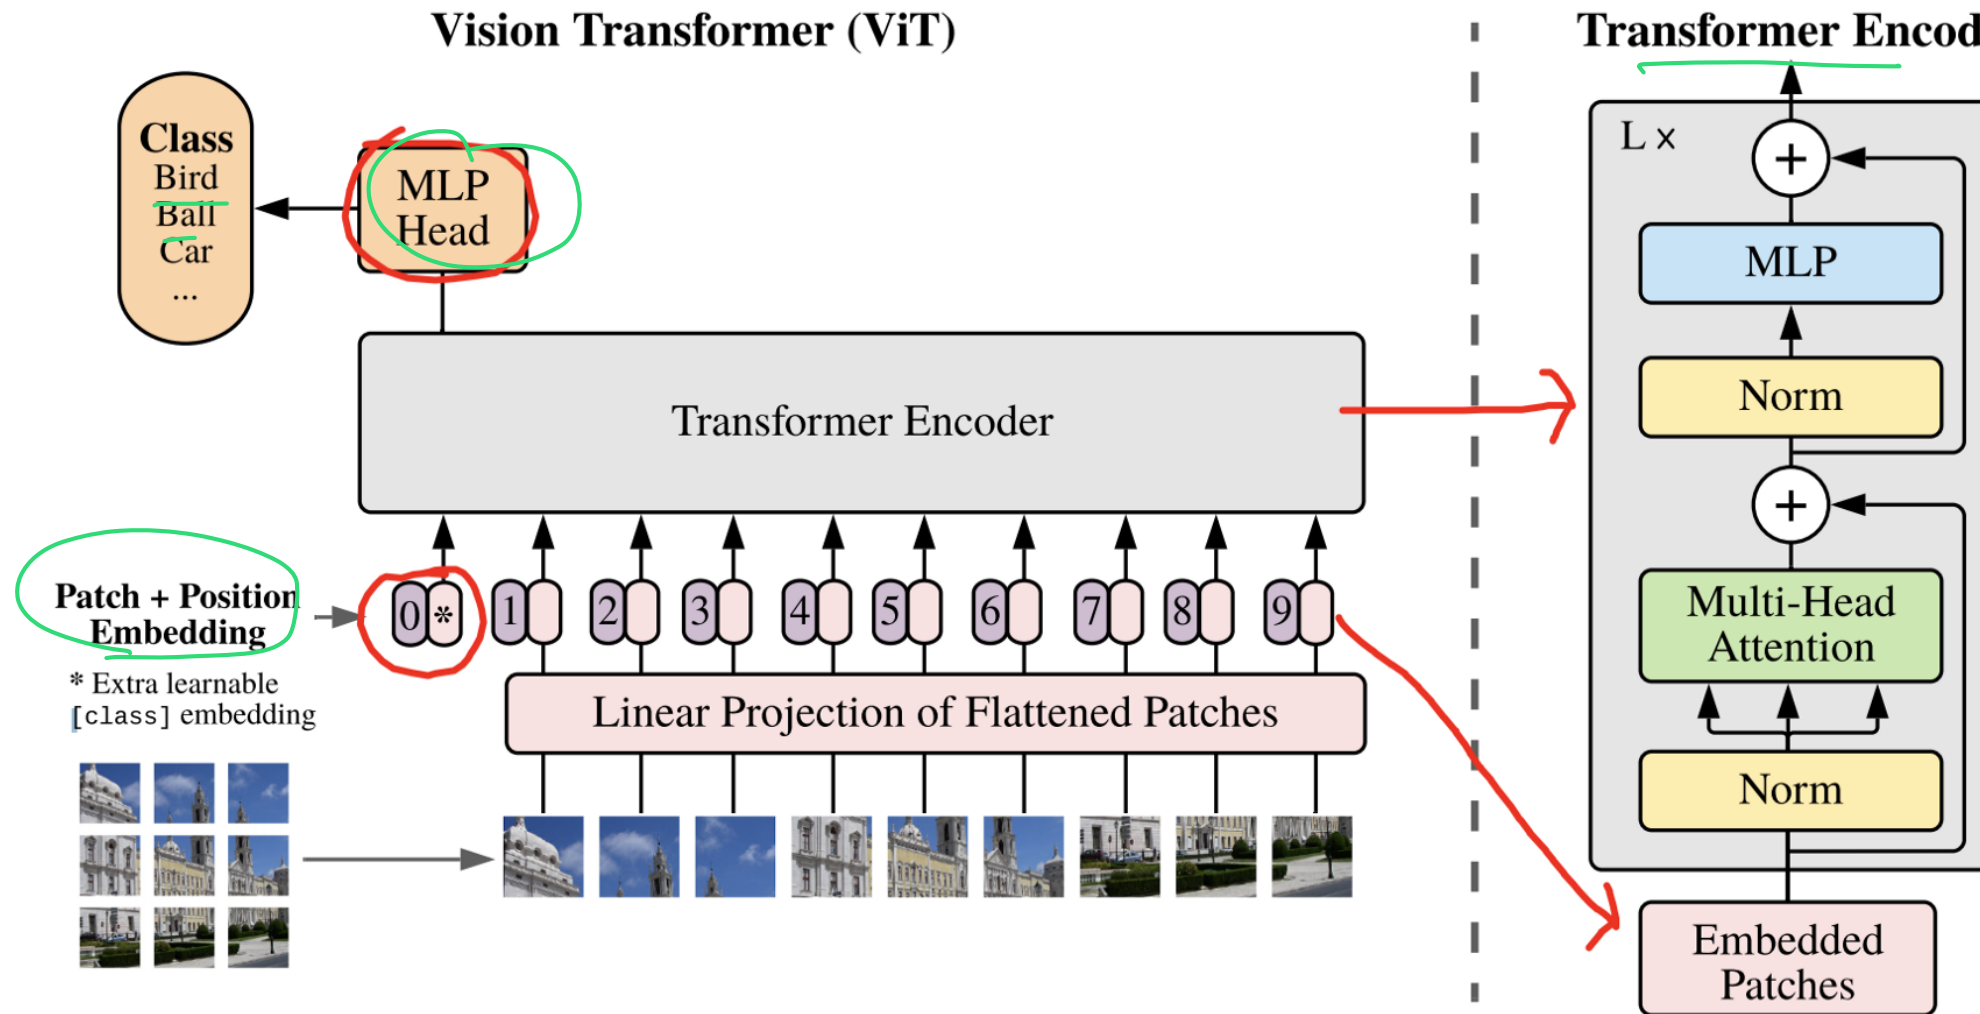 Vision Transformer (ViT)
Class
Bird
Ball
Car
...
MLP
Head
Transformer Encoder
Patch + Position
Embedding
* Extra learnable
[class] embedding
0 * 1 2 3 4 5 6 7 8 9
Linear Projection of Flattened Patches
Transformer Encod
L ×
+
MLP
Norm
+
Multi-Head
Attention
Norm
Embedded
Patches